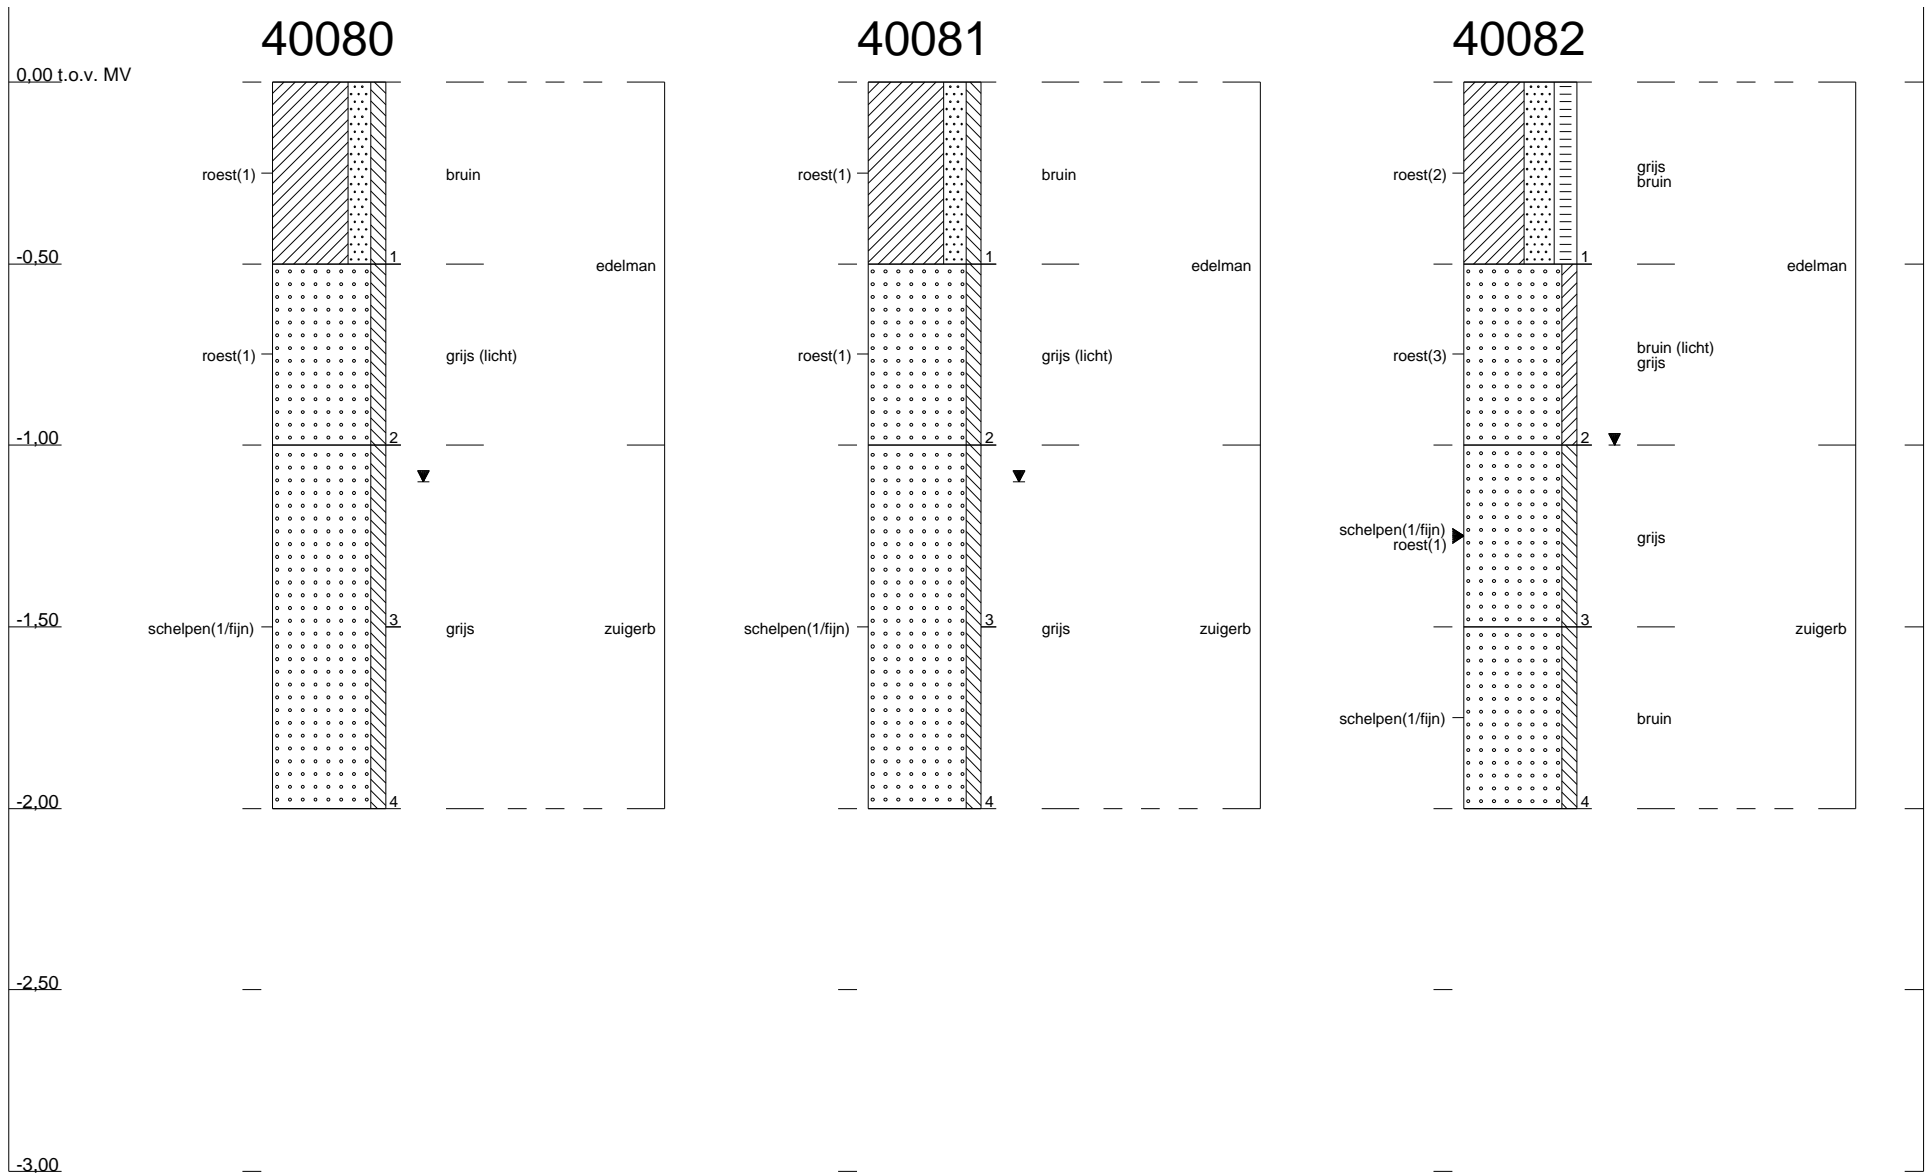 40080
40081
40082
0,00 t.o.v. MV
roest(1)
bruin
roest(1)
bruin
roest(2)
grijs
bruin
-0,50
1
edelman
1
edelman
1
edelman
roest(1)
grijs (licht)
roest(1)
grijs (licht)
roest(3)
bruin (licht)
grijs
-1,00
2
2
2
schelpen(1/fijn)
roest(1)
grijs
-1,50
schelpen(1/fijn)
3
grijs
zuigerb
schelpen(1/fijn)
3
grijs
zuigerb
3
zuigerb
schelpen(1/fijn)
bruin
-2,00
4
4
4
-2,50
-3,00